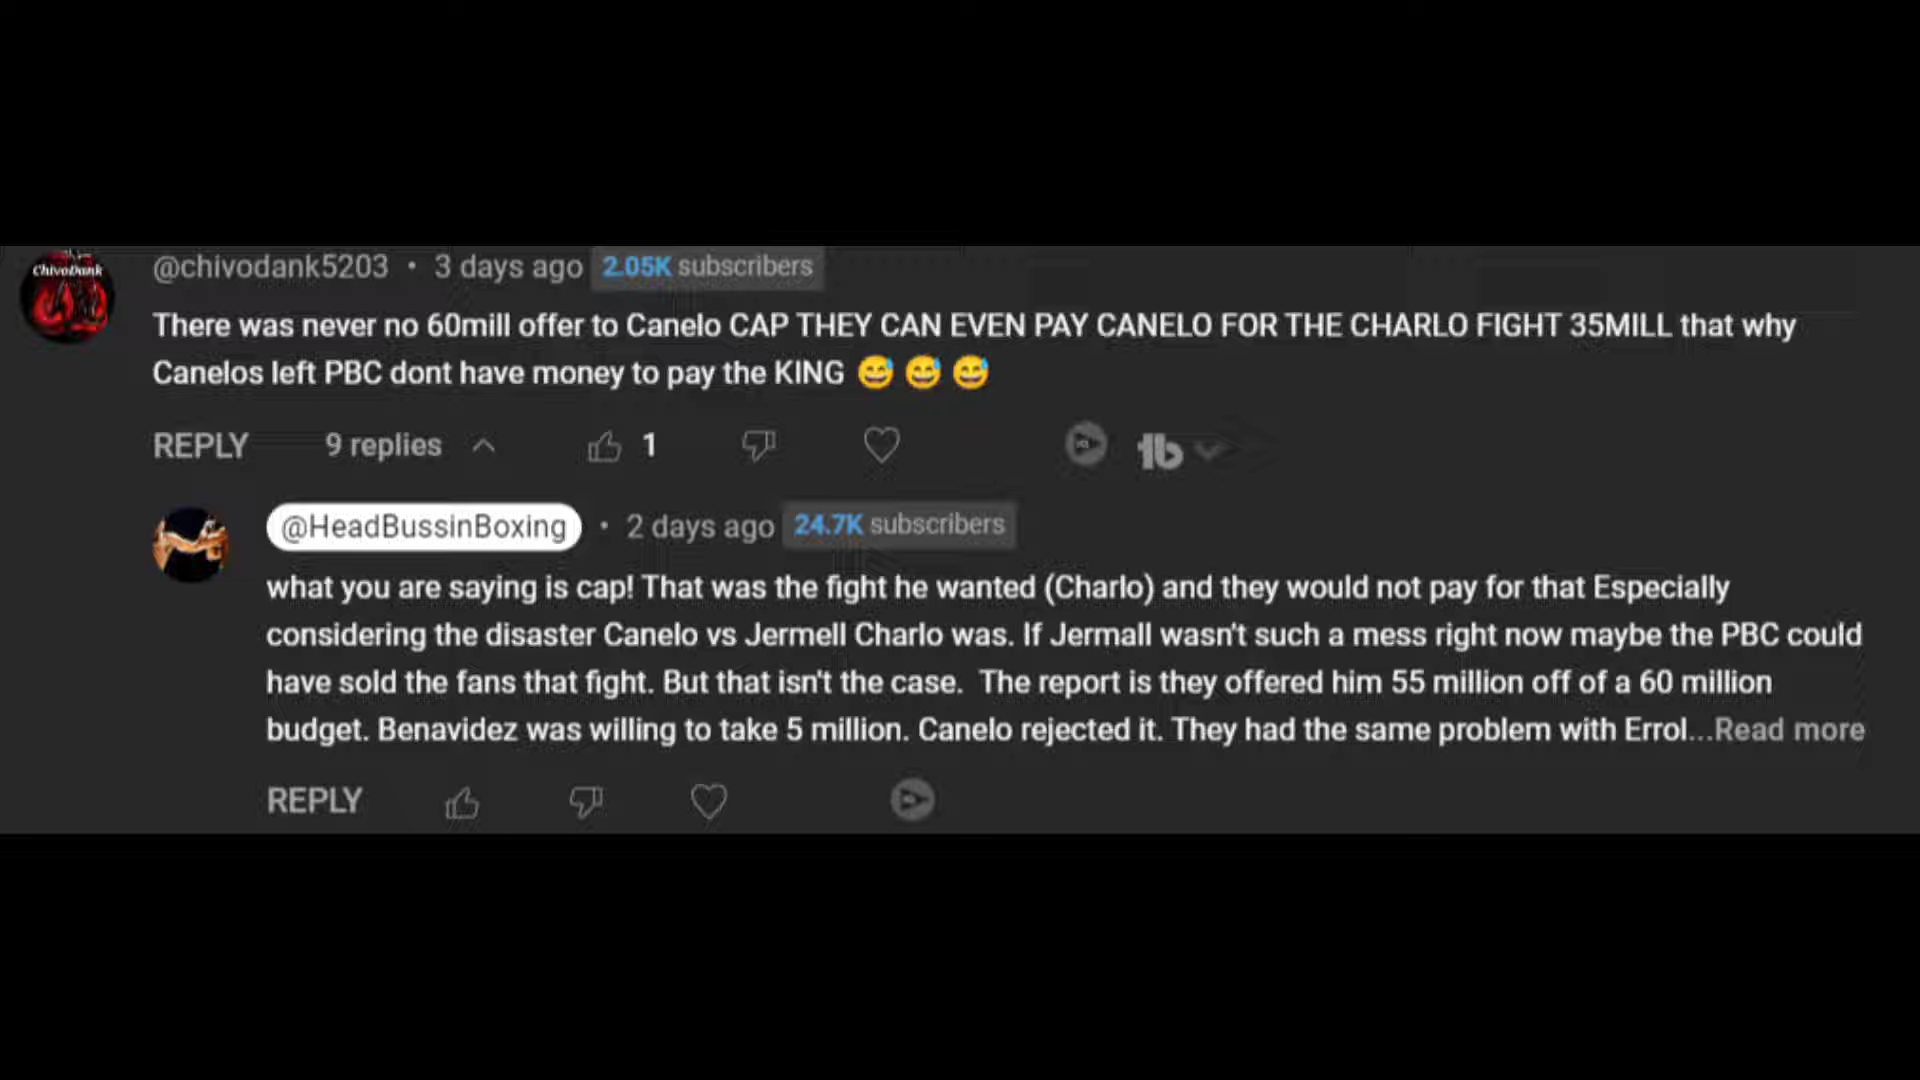 ChivoDank
@chivodank5203 • 3 days ago 2.05K subscribers
There was never no 60mill offer to Canelo CAP THEY CAN EVEN PAY CANELO FOR THE CHARLO FIGHT 35MILL that why
Canelos left PBC dont have money to pay the KING 😅 😅 😅
REPLY 9 replies 1 tb
@HeadBussinBoxing • 2 days ago 24.7K subscribers
what you are saying is cap! That was the fight he wanted (Charlo) and they would not pay for that Especially
considering the disaster Canelo vs Jermell Charlo was. If Jermall wasn't such a mess right now maybe the PBC could
have sold the fans that fight. But that isn't the case. The report is they offered him 55 million off of a 60 million
budget. Benavidez was willing to take 5 million. Canelo rejected it. They had the same problem with Errol...Read more
REPLY